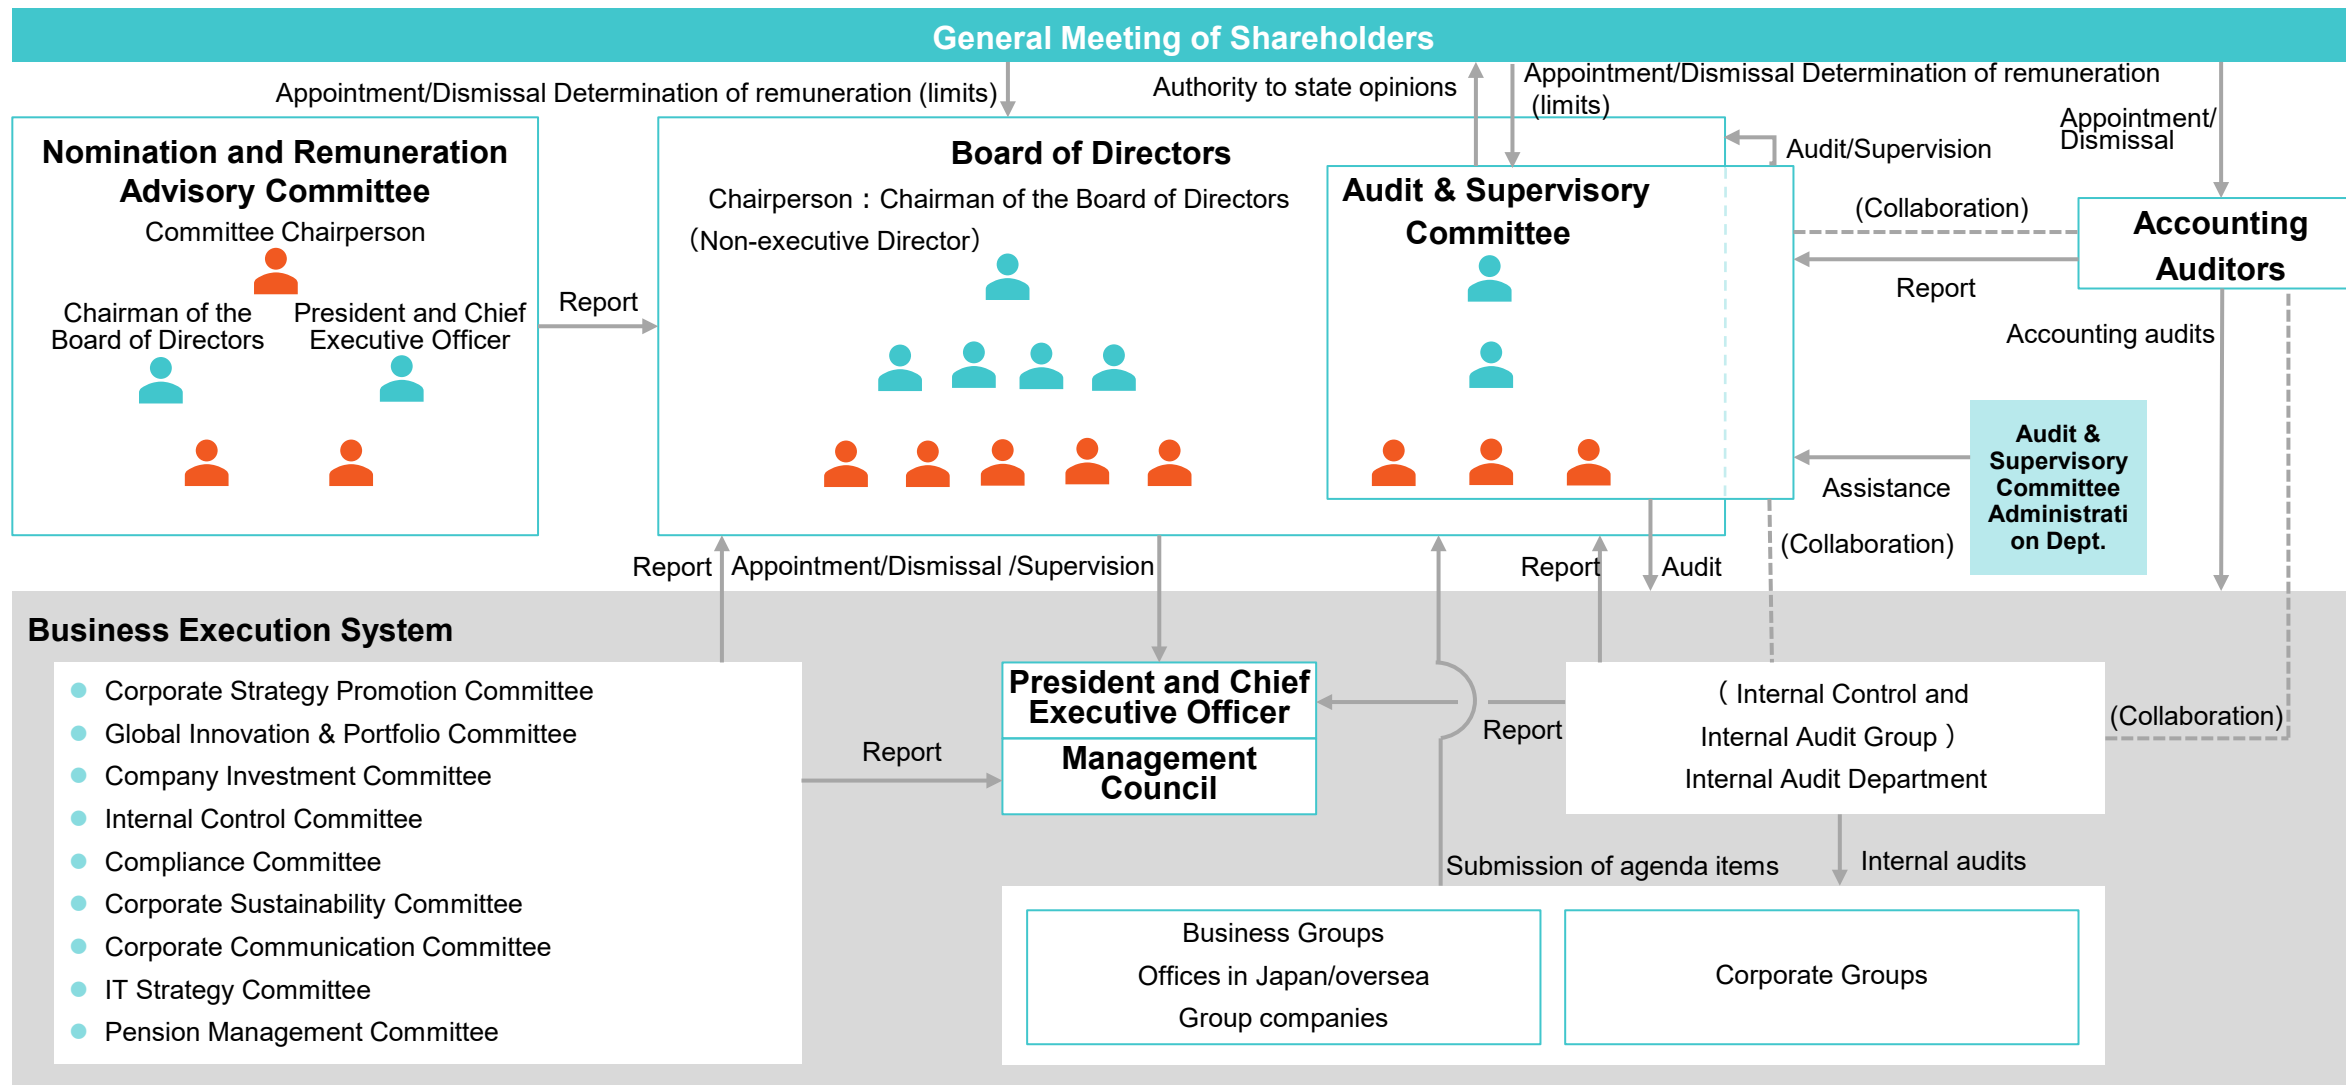 General Meeting of Shareholders
Appointment/Dismissal Determination of remuneration (limits)
Authority to state opinions
Appointment/Dismissal Determination of remuneration
(limits)
Appointment/
Dismissal
Nomination and Remuneration
Advisory Committee
Committee Chairperson
Chairman of the
Board of Directors
President and Chief
Executive Officer
Report
Board of Directors
Chairperson：Chairman of the Board of Directors
（Non-executive Director）
Audit & Supervisory
Committee
Audit/Supervision
(Collaboration)
Accounting
Auditors
Report
Accounting audits
Audit &
Supervisory
Committee
Administrati
on Dept.
Assistance
(Collaboration)
Report
Appointment/Dismissal /Supervision
Report
Audit
Business Execution System
Corporate Strategy Promotion Committee
Global Innovation & Portfolio Committee
Company Investment Committee
Internal Control Committee
Compliance Committee
Corporate Sustainability Committee
Corporate Communication Committee
IT Strategy Committee
Pension Management Committee
Report
President and Chief
Executive Officer
Management
Council
Report
（ Internal Control and
Internal Audit Group ）
Internal Audit Department
(Collaboration)
Submission of agenda items
Internal audits
Business Groups
Offices in Japan/oversea
Group companies
Corporate Groups